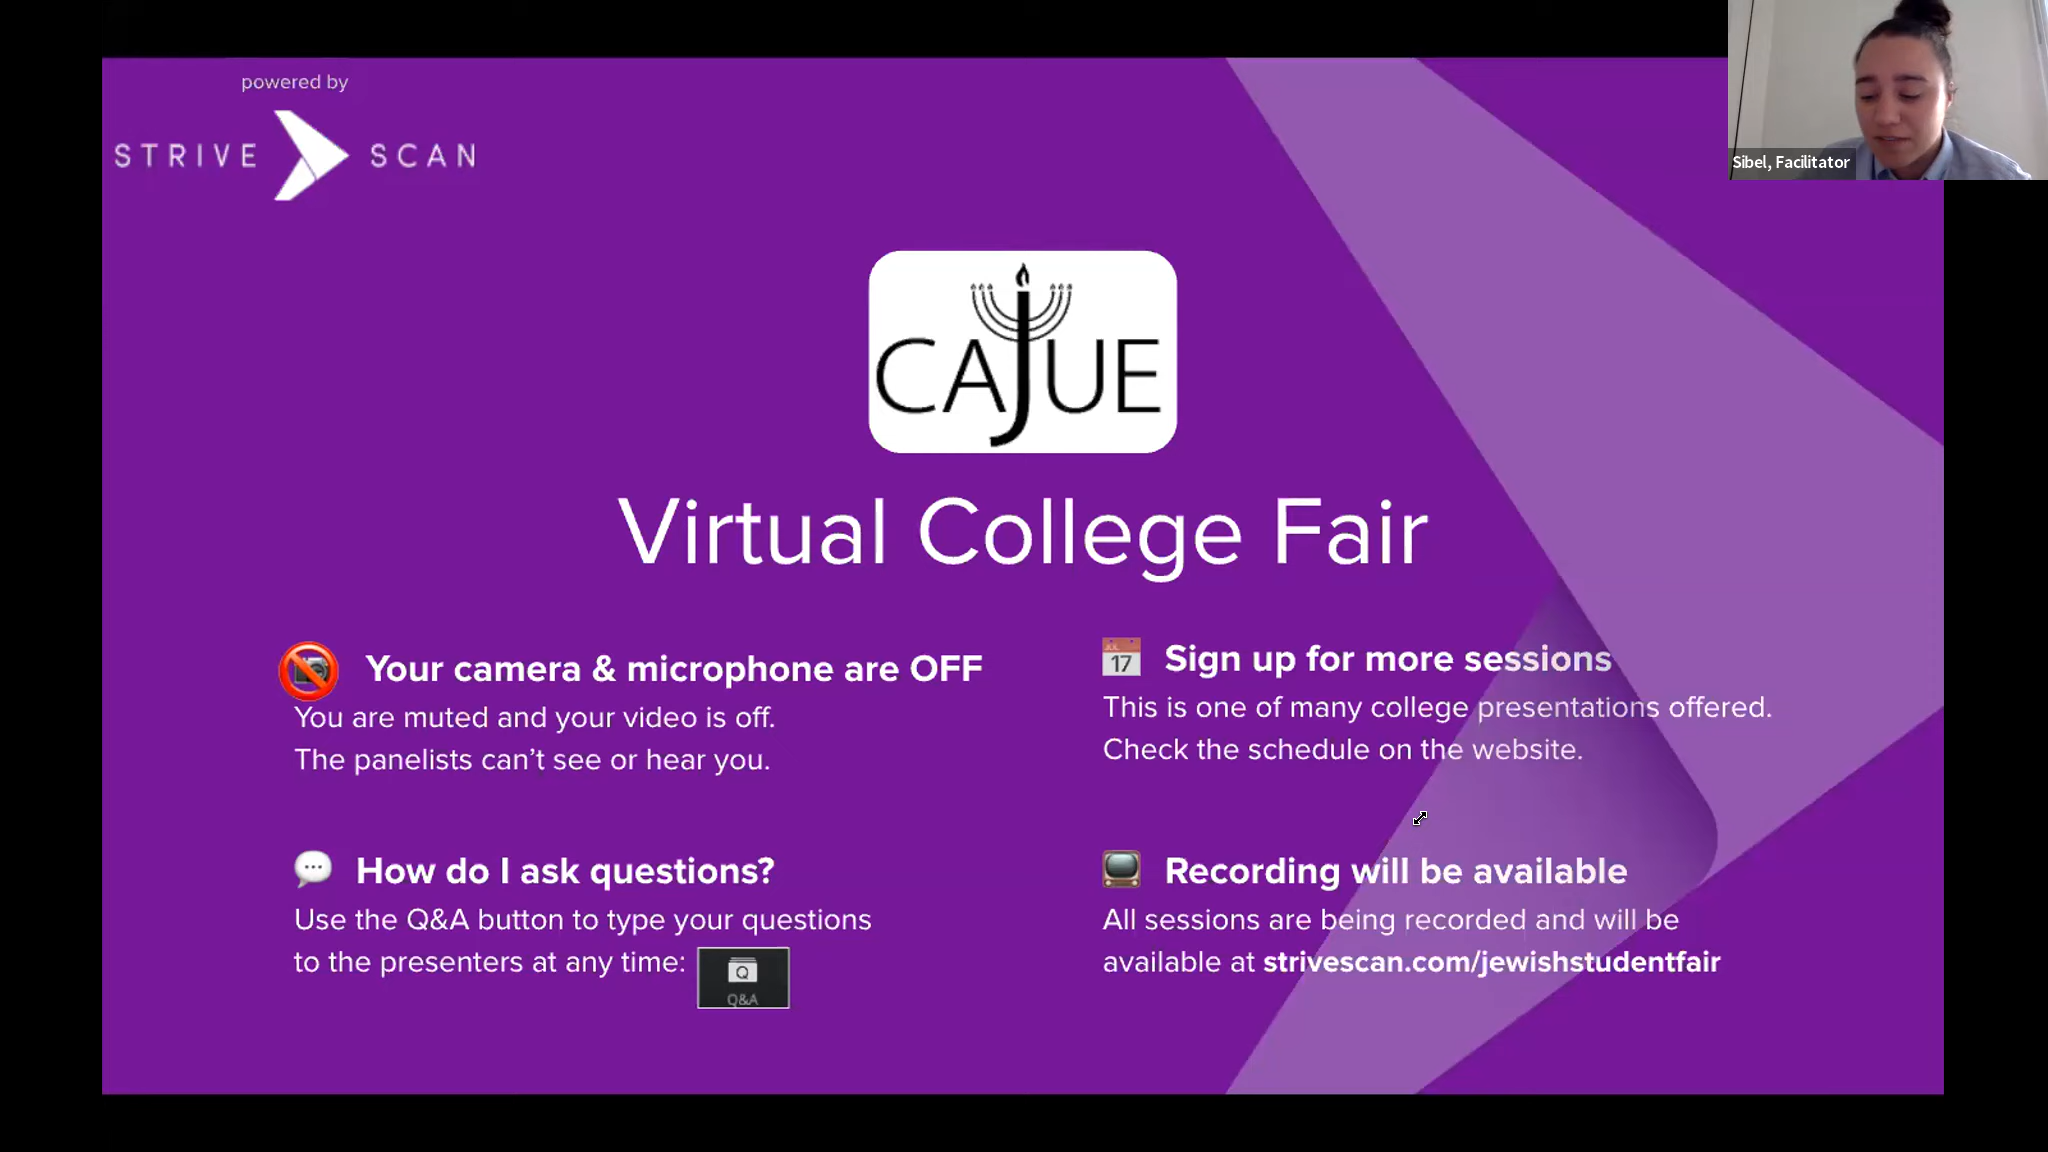 powered by
STRIVE SCAN
Sibel, Facilitator
CAJUE
Virtual College Fair
Your camera & microphone are OFF
You are muted and your video is off.
The panelists can't see or hear you.
JUL
17
Sign up for more sessions
This is one of many college presentations offered.
Check the schedule on the website.
How do I ask questions?
Use the Q&A button to type your questions
to the presenters at any time:
Q
Q&A
Recording will be available
All sessions are being recorded and will be
available at strivescan.com/jewishstudentfair